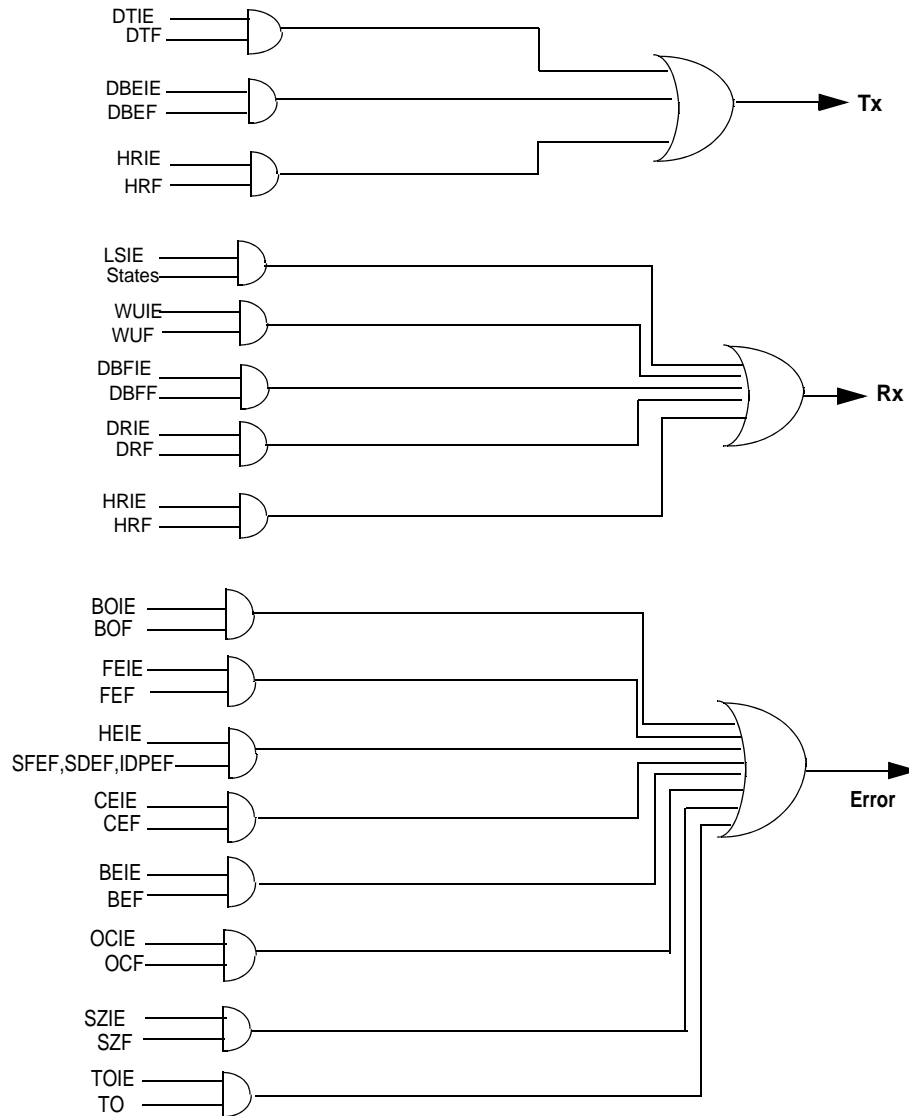 DTIE
DTF
DBEIE
DBEF
Tx
HRIE
HRF
LSIE
States
WUIE
WUF
DBFIE
DBFF
Rx
DRIE
DRF
HRIE
HRF
BOIE
BOF
FEIE
FEF
HEIE
SFEF,SDEF,IDPEF
CEIE
CEF
Error
BEIE
BEF
OCIE
OCF
SZIE
SZF
TOIE
TO